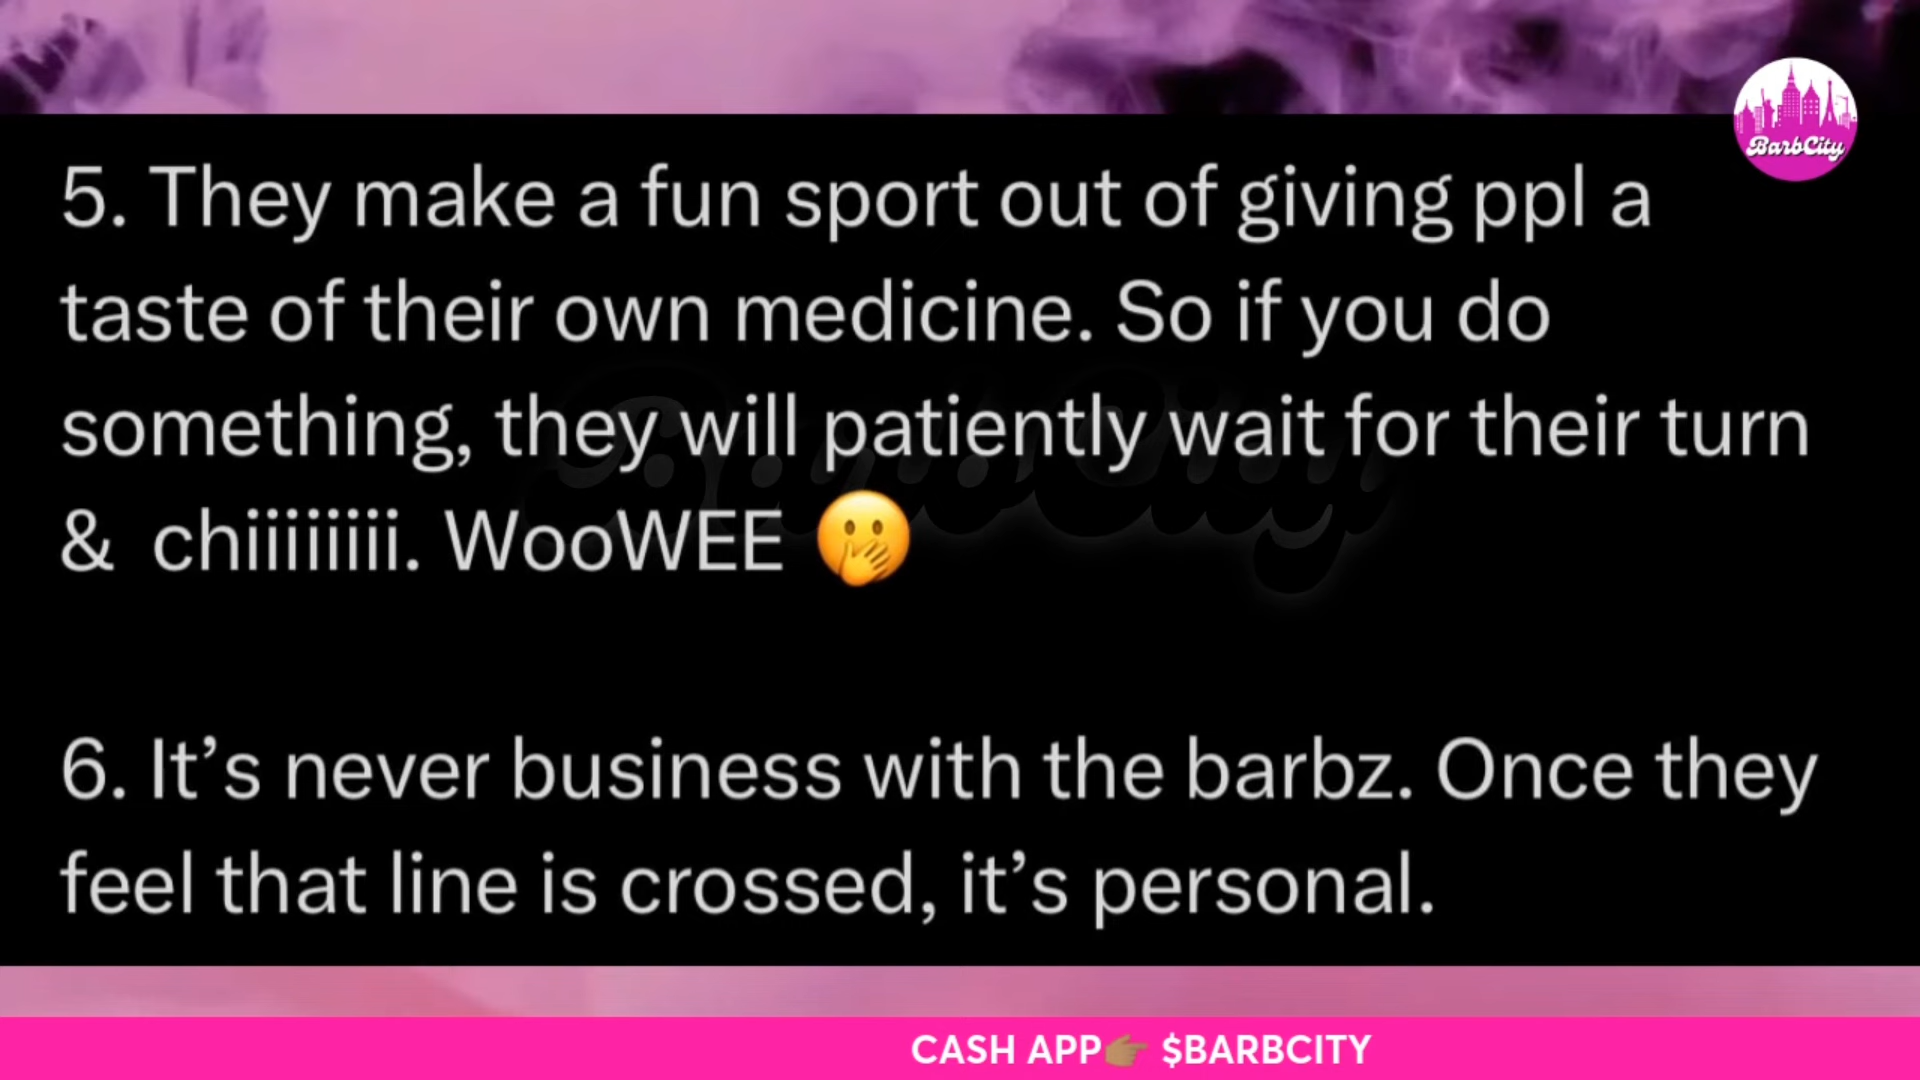 BarbCity
5. They make a fun sport out of giving ppl a
taste of their own medicine. So if you do
something, they will patiently wait for their turn
& chiiiiiiii. WooWEE 🫢
BarbCity
6. It’s never business with the barbz. Once they
feel that line is crossed, it’s personal.
CASH APP👉🏽 $BARBCITY